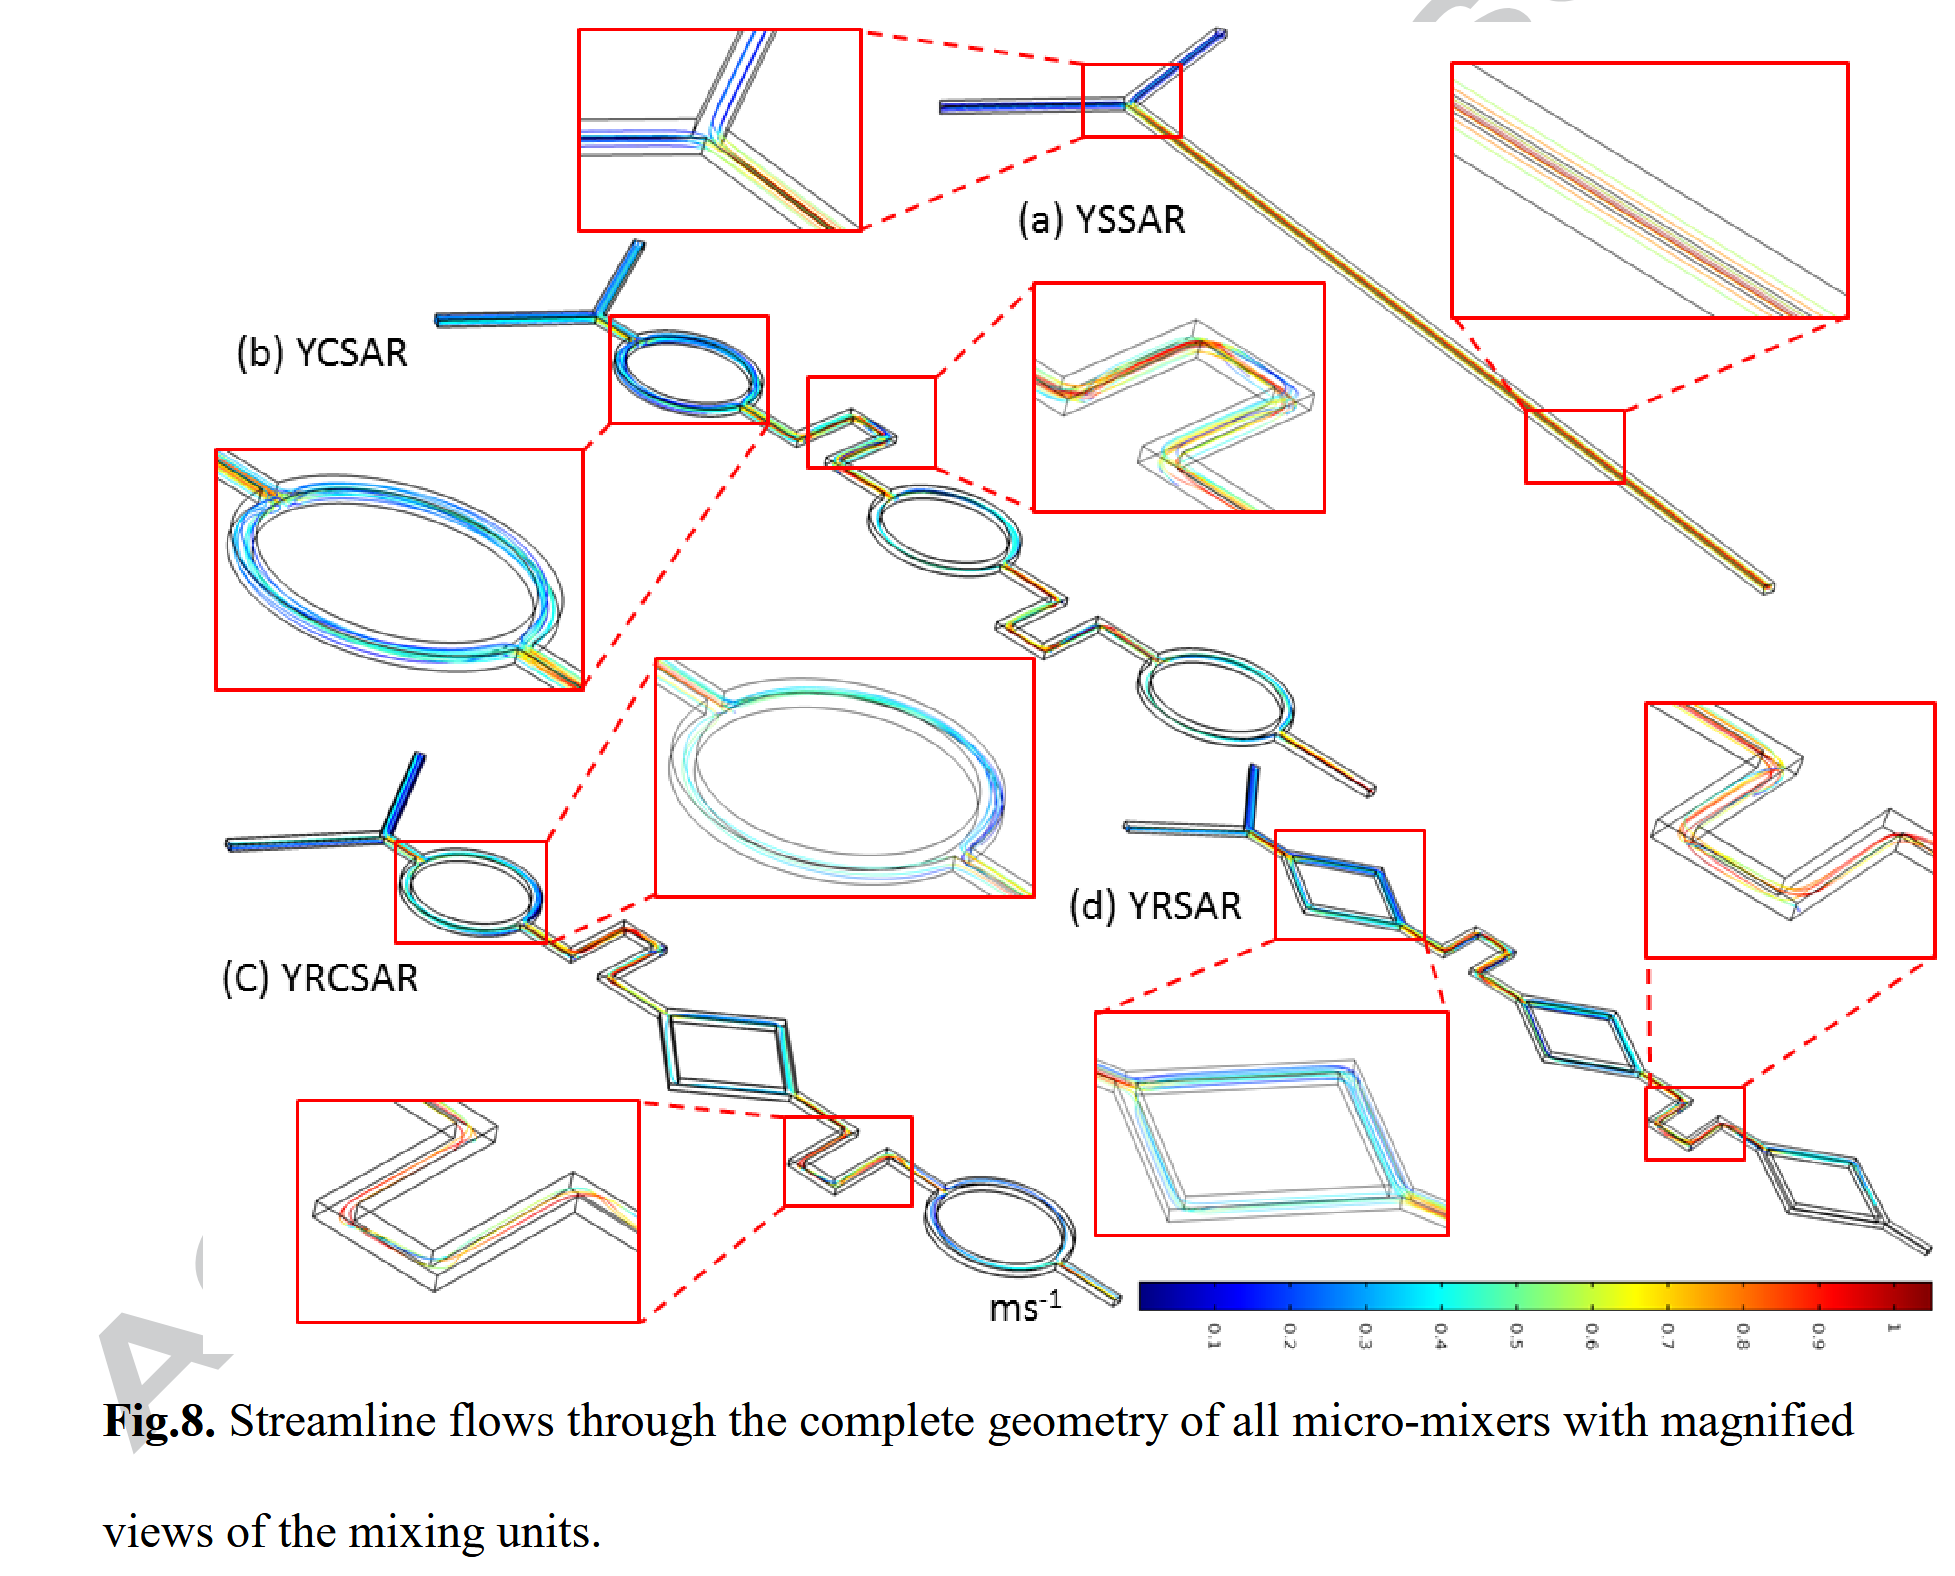 (a) YSSAR
(b) YCSAR
(C) YRCSAR
(d) YRSAR
ms-1
0.1 0.2 0.3 0.4 0.5 0.6 0.7 0.8 0.9 1
Fig.8. Streamline flows through the complete geometry of all micro-mixers with magnified
views of the mixing units.